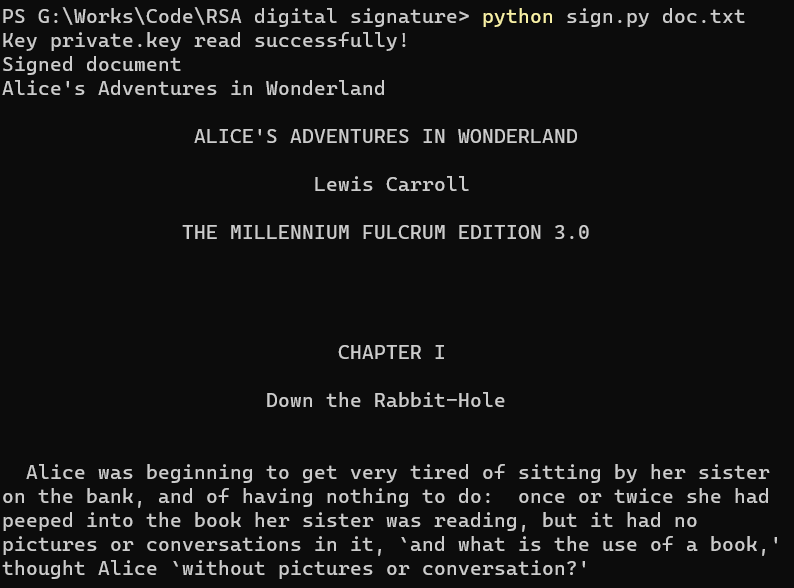 PS G:\Works\Code\RSA digital signature> python sign.py doc.txt
Key private.key read successfully!
Signed document
Alice's Adventures in Wonderland
ALICE'S ADVENTURES IN WONDERLAND
Lewis Carroll
THE MILLENNIUM FULCRUM EDITION 3.0
CHAPTER I
Down the Rabbit-Hole
Alice was beginning to get very tired of sitting by her sister
on the bank, and of having nothing to do:  once or twice she had
peeped into the book her sister was reading, but it had no
pictures or conversations in it, `and what is the use of a book,'
thought Alice `without pictures or conversation?'